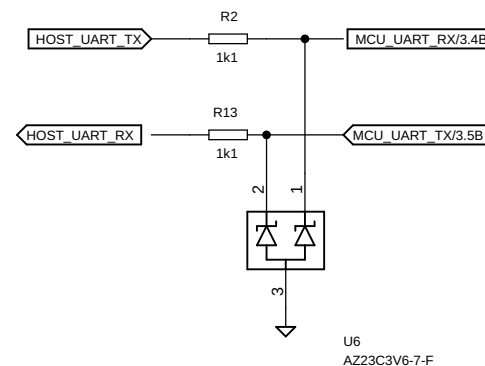 R2
HOST_UART_TX
MCU_UART_RX/3.4B
1k1
R13
HOST_UART_RX
MCU_UART_TX/3.5B
1k1
2
1
3
U6
AZ23C3V6-7-F